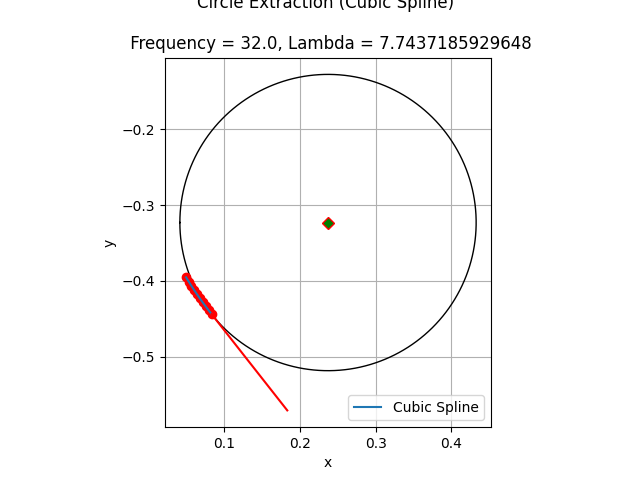 Circle Extraction (Cubic Spline)
Frequency = 32.0, Lambda = 7.7437185929648
−0.2
−0.3
−0.4
−0.5
y
0.1 0.2 0.3 0.4
x
Cubic Spline